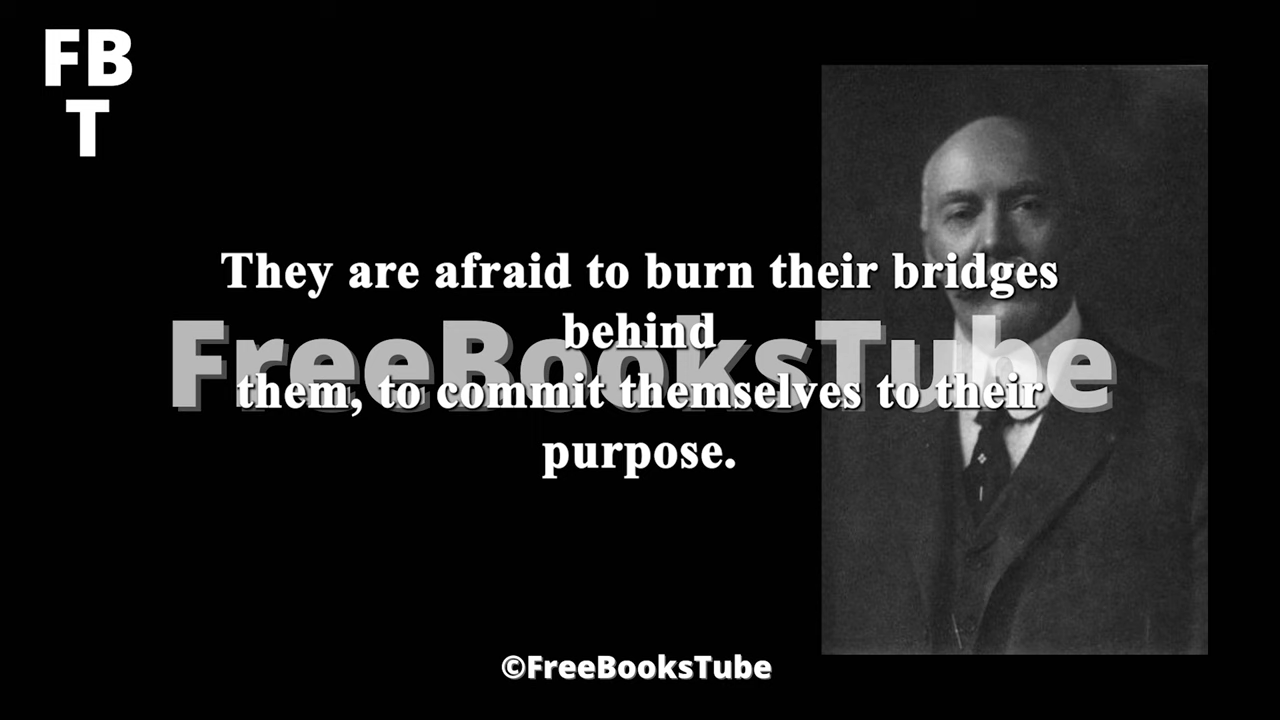 FB
T
They are afraid to burn their bridges
behind
FreeBooksTube
them, to commit themselves to their
purpose.
©FreeBooksTube